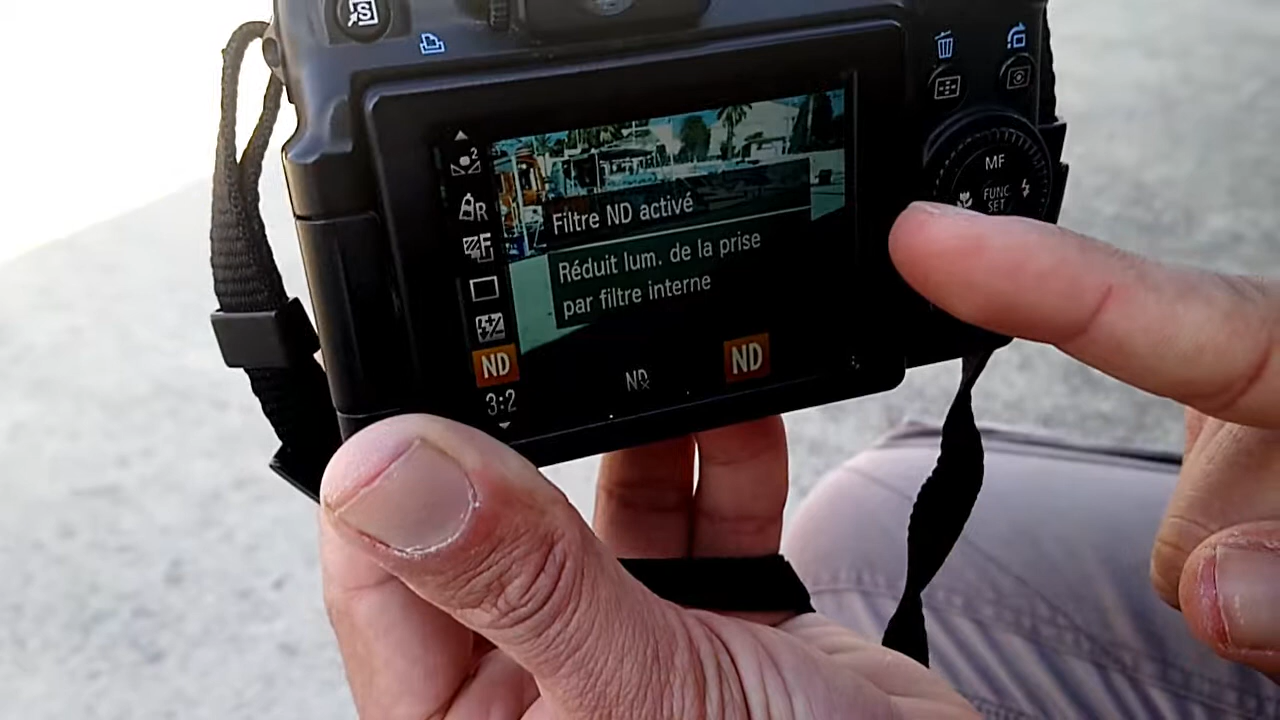 S
MF
FUNC.
SET
2
R
F
Filtre ND activé
Réduit lum. de la prise
par filtre interne
ND
ND
ND
3:2